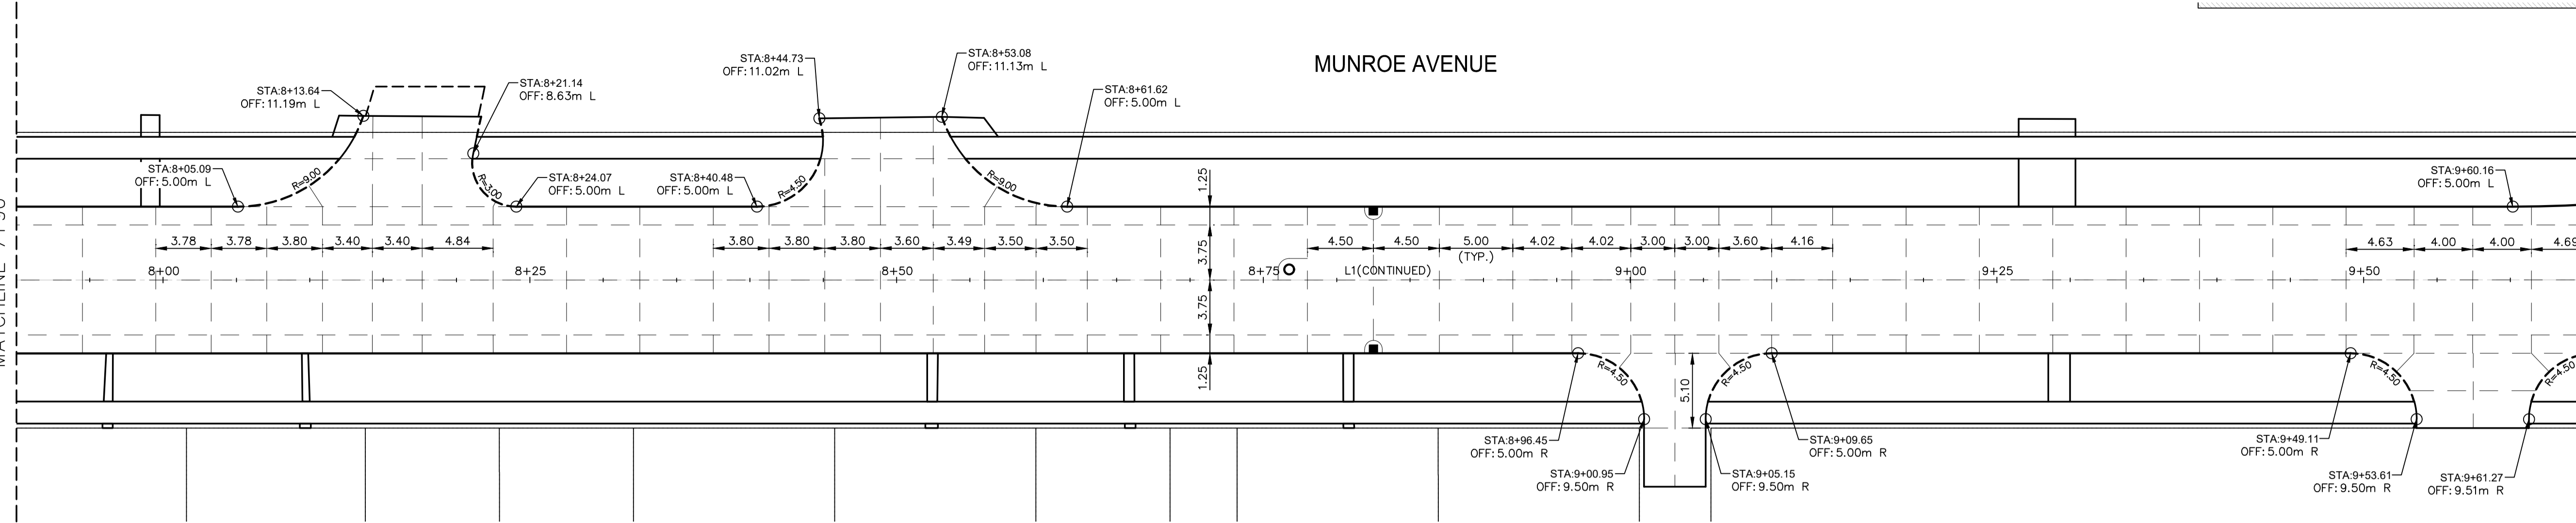 MUNROE AVENUE
STA:8+13.64
OFF:11.19m L
STA:8+21.14
OFF:8.63m L
STA:8+44.73
OFF:11.02m L
STA:8+53.08
OFF:11.13m L
STA:8+61.62
OFF:5.00m L
STA:8+05.09
OFF:5.00m L
R=9.00
R=3.00
STA:8+24.07
OFF:5.00m L
STA:8+40.48
OFF:5.00m L
R=4.50
R=9.00
1.25
STA:9+60.16
OFF:5.00m L
3.78 3.78 3.80 3.40 3.40 4.84
3.80 3.80 3.80 3.60 3.49 3.50 3.50
3.75
4.50 4.50 5.00 4.02 4.02 3.00 3.00 3.60 4.16
(TYP.)
4.63 4.00 4.00 4.69
8+00 8+25 8+50 8+75 L1(CONTINUED) 9+00 9+25 9+50
3.75
1.25
R=4.50
R=4.50
5.10
R=4.50
R=4.50
STA:8+96.45
OFF:5.00m R
STA:9+00.95
OFF:9.50m R
STA:9+09.65
OFF:5.00m R
STA:9+05.15
OFF:9.50m R
STA:9+49.11
OFF:5.00m R
STA:9+53.61
OFF:9.50m R
STA:9+61.27
OFF:9.51m R